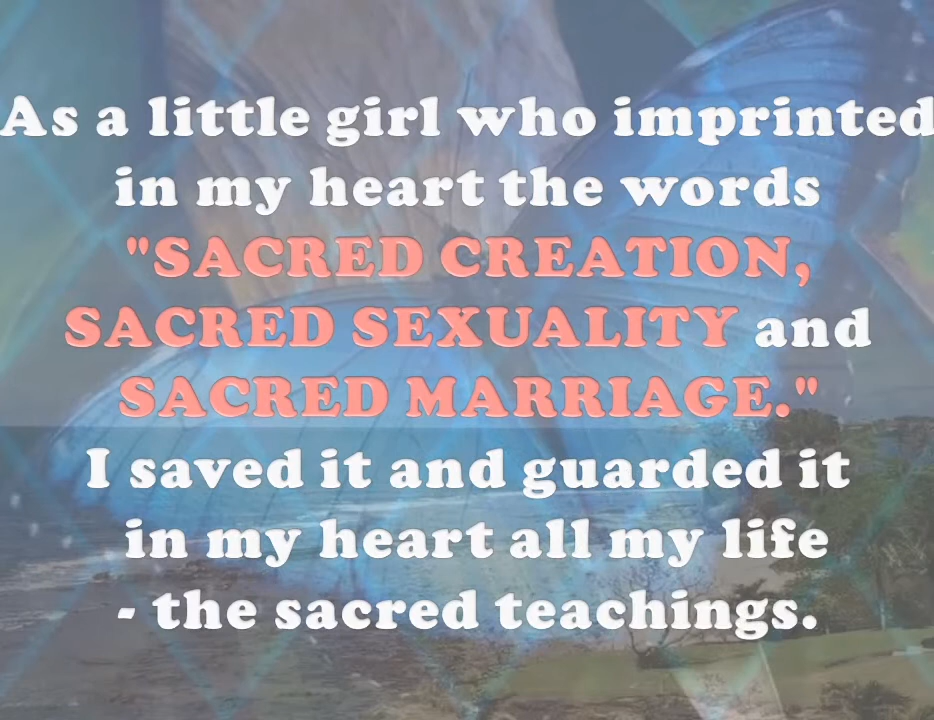 As a little girl who imprinted
in my heart the words
"SACRED CREATION,
SACRED SEXUALITY and
SACRED MARRIAGE."
I saved it and guarded it
in my heart all my life
- the sacred teachings.